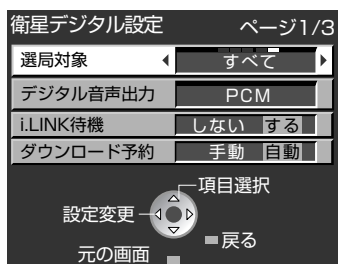 衛星デジタル設定 ページ1/3
選局対象 すべて
デジタル音声出力 PCM
i.LINK待機 しない する
ダウンロード予約 手動 自動
項目選択
設定変更
戻る
元の画面